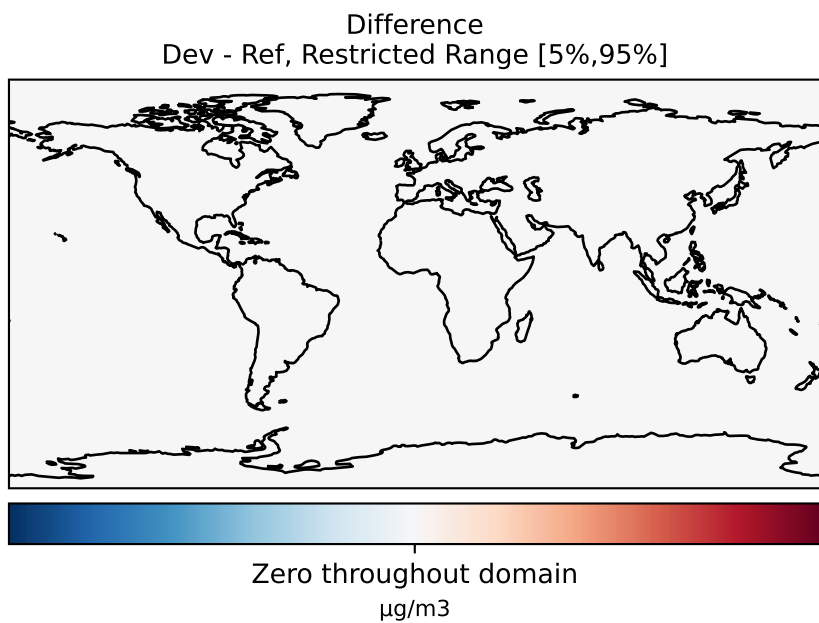 Difference
Dev - Ref, Restricted Range [5%,95%]
Zero throughout domain
μg/m3